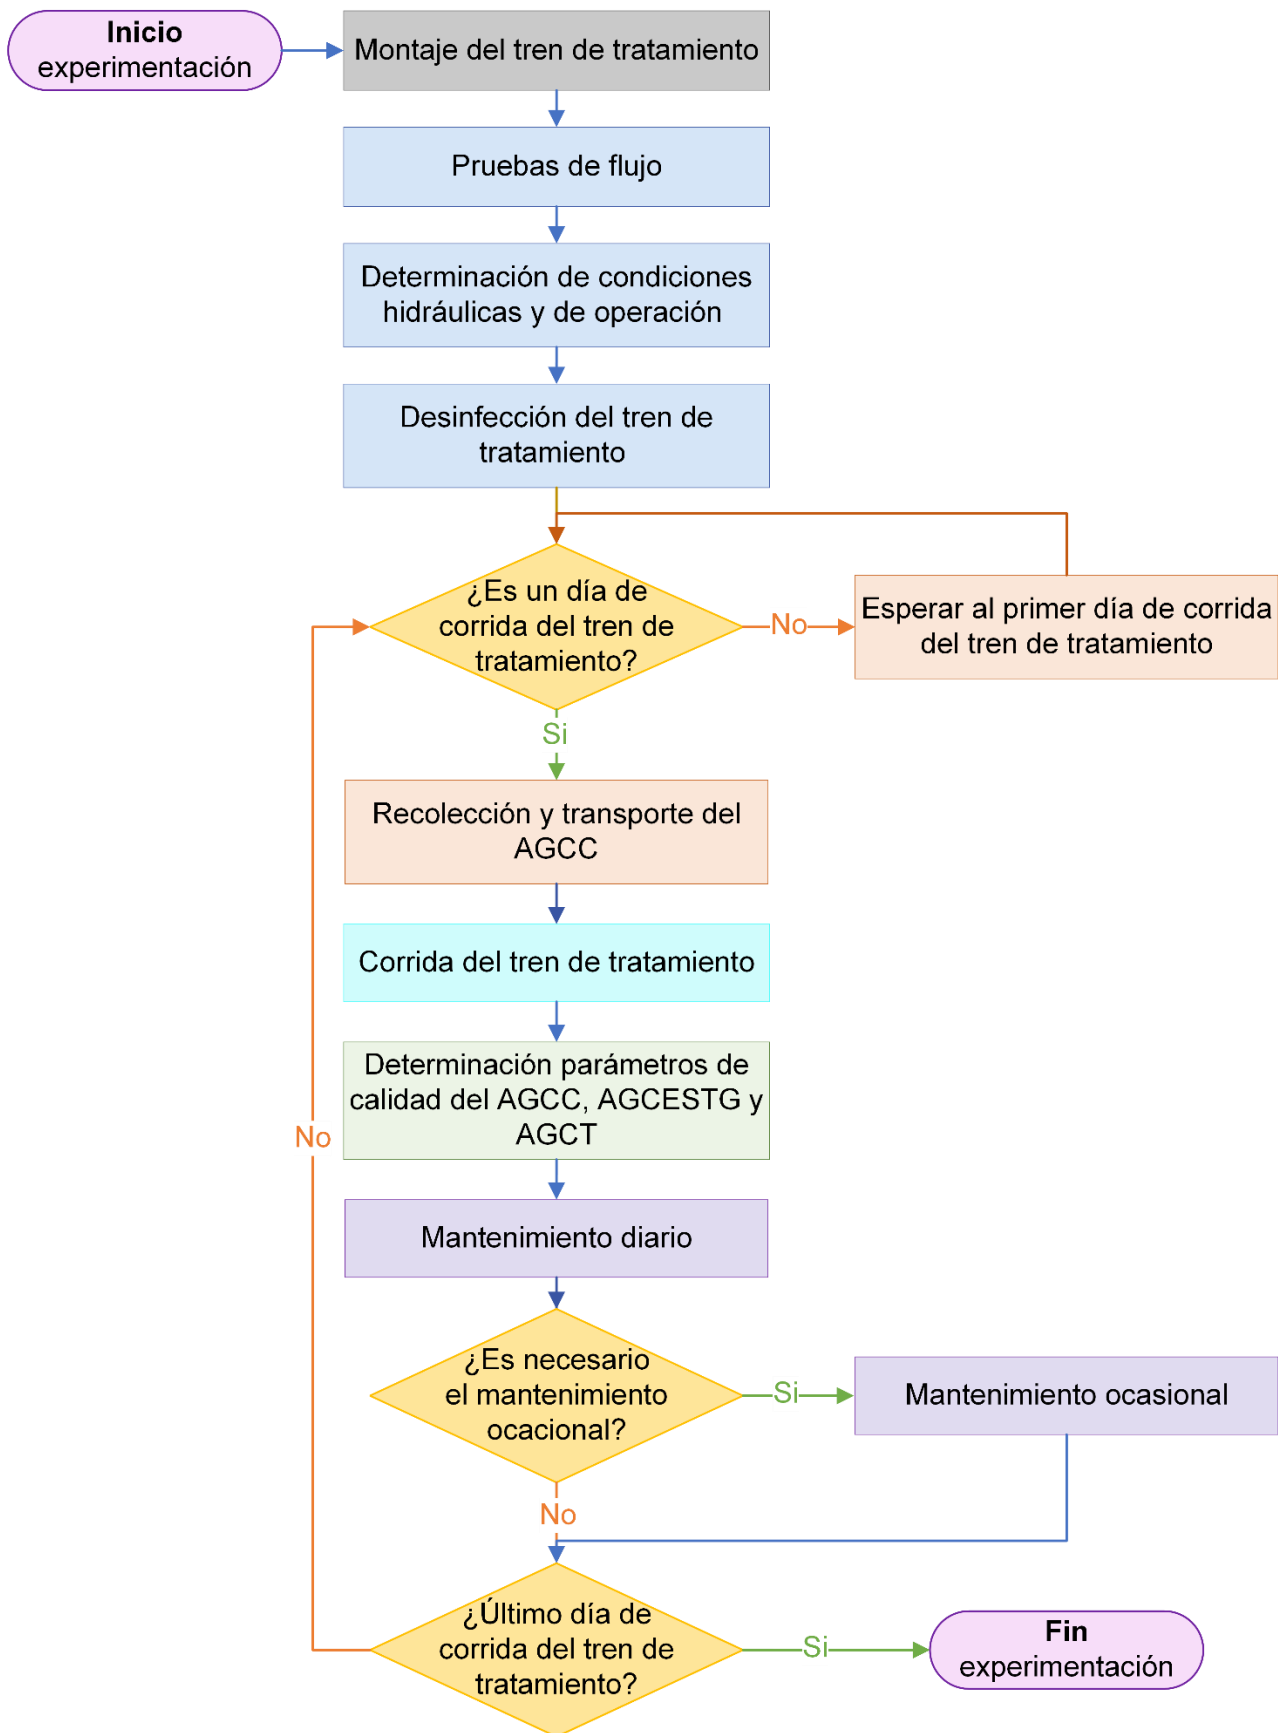 Inicio
experimentación
Montaje del tren de tratamiento
Pruebas de flujo
Determinación de condiciones
hidráulicas y de operación
Desinfección del tren de
tratamiento
¿Es un día de
corrida del tren de
tratamiento?
No
Esperar al primer día de corrida
del tren de tratamiento
Si
Recolección y transporte del
AGCC
Corrida del tren de tratamiento
Determinación parámetros de
calidad del AGCC, AGCESTG y
AGCT
No
Mantenimiento diario
¿Es necesario
el mantenimiento
ocacional?
Si
Mantenimiento ocasional
No
¿Último día de
corrida del tren de
tratamiento?
Si
Fin
experimentación